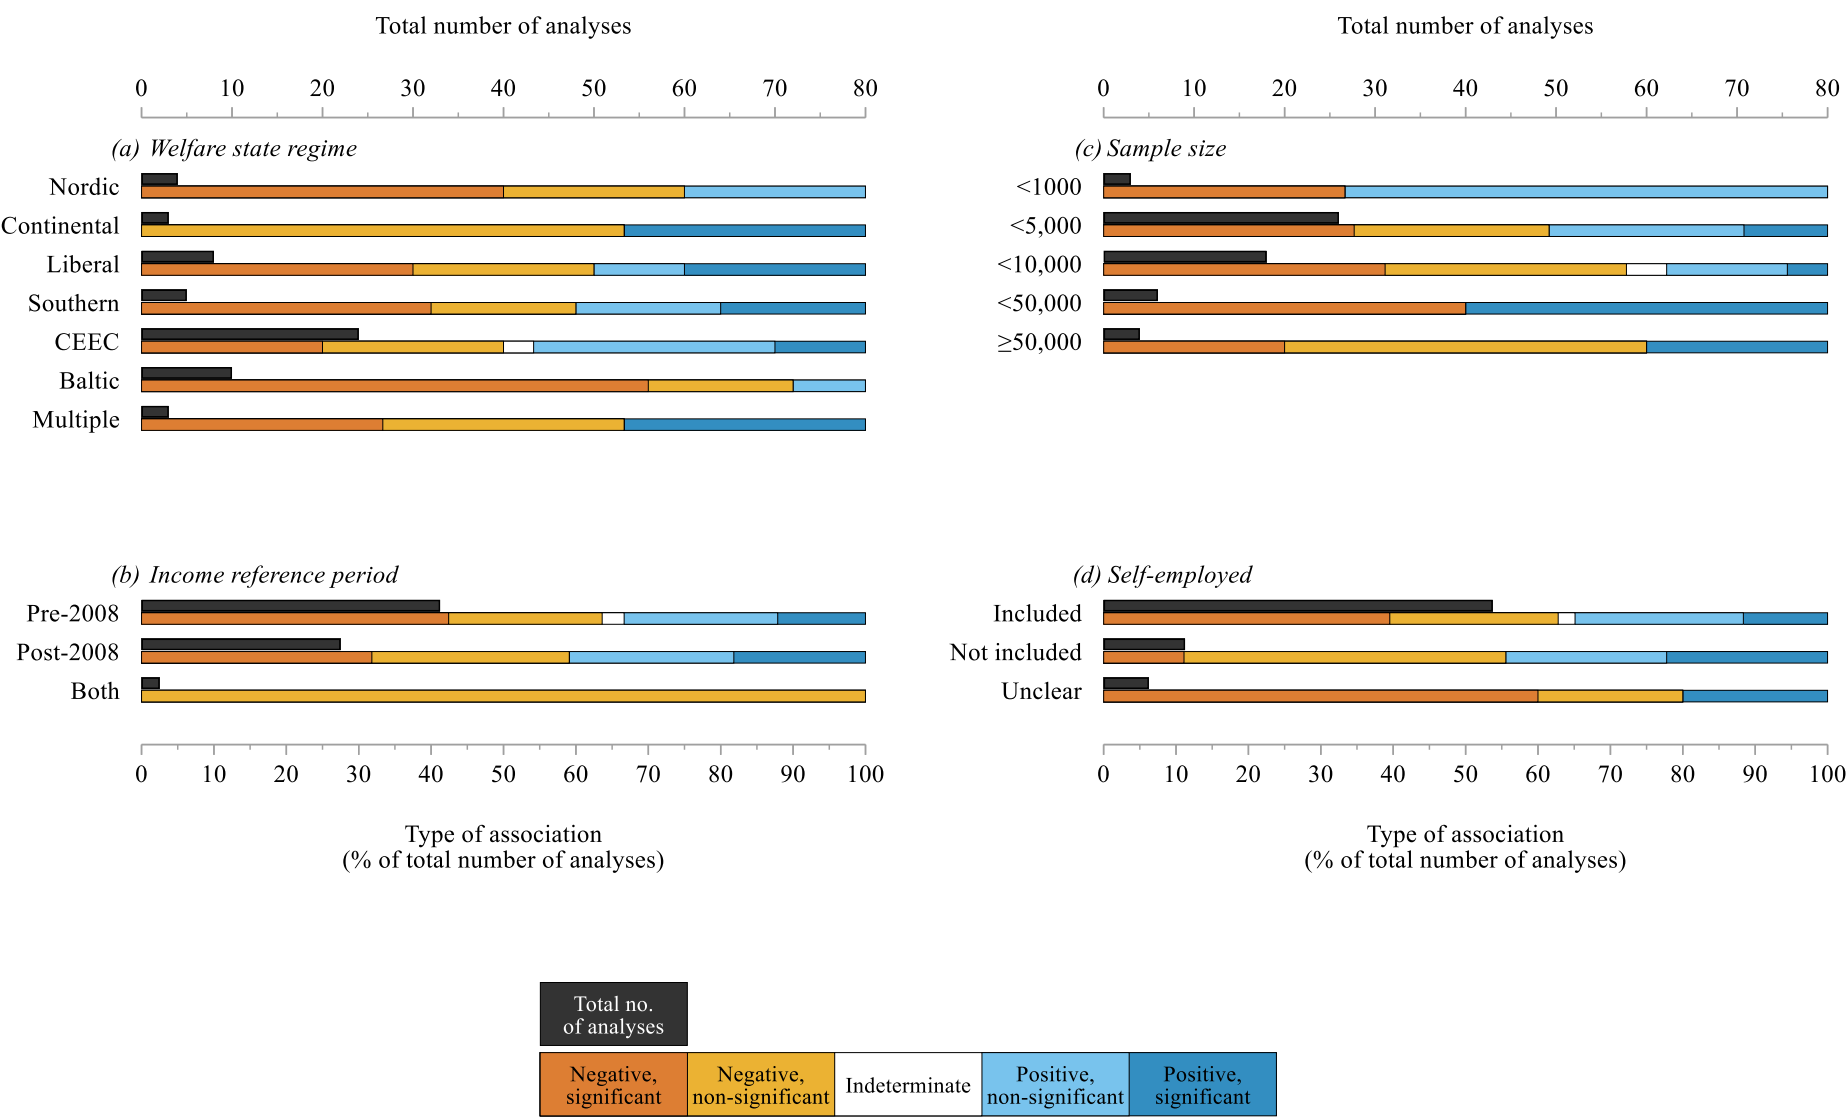 Total number of analyses
0 10 20 30 40 50 60 70 80
(a) Welfare state regime
Nordic
Continental
Liberal
Southern
CEEC
Baltic
Multiple
(b) Income reference period
Pre-2008
Post-2008
Both
0 10 20 30 40 50 60 70 80 90 100
Type of association
(% of total number of analyses)
Total number of analyses
0 10 20 30 40 50 60 70 80
(c) Sample size
<1000
<5,000
<10,000
<50,000
≥50,000
(d) Self-employed
Included
Not included
Unclear
0 10 20 30 40 50 60 70 80 90 100
Type of association
(% of total number of analyses)
Total no.
of analyses
Negative,
significant
Negative,
non-significant
Indeterminate
Positive,
non-significant
Positive,
significant